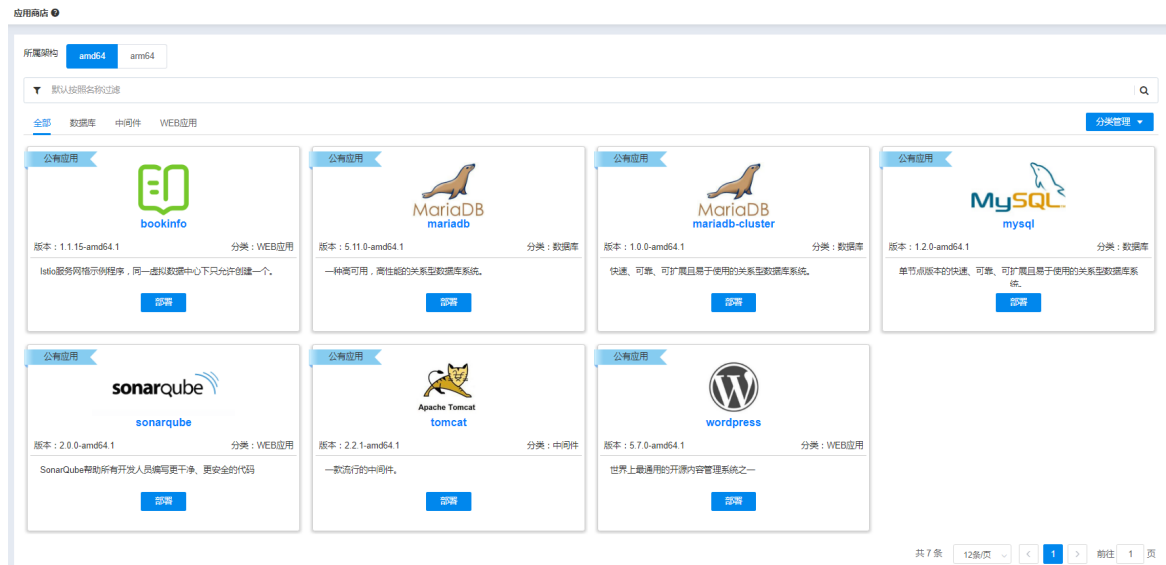 应用商店
所属架构 amd64 arm64
默认按照名称过滤
全部 数据库 中间件 WEB应用 分类管理
公有应用 公有应用 公有应用 公有应用
MariaDB MariaDB MySQL
bookinfo mariadb mariadb-cluster mysql
版本：1.1.15-amd64.1 分类：WEB应用 版本：5.11.0-amd64.1 分类：数据库 版本：1.0.0-amd64.1 分类：数据库 版本：1.2.0-amd64.1 分类：数据库
Istio服务网格示例程序，同一虚拟数据中心下只允许创建一个。 一种高可用，高性能的关系型数据库系统。 快速、可靠、可扩展且易于使用的关系型数据库系统。 单节点版本的快速、可靠、可扩展且易于使用的关系型数据库系
统。
部署 部署 部署 部署
公有应用 公有应用 公有应用
sonarqube Apache Tomcat
sonarqube tomcat wordpress
版本：2.0.0-amd64.1 分类：WEB应用 版本：2.2.1-amd64.1 分类：中间件 版本：5.7.0-amd64.1 分类：WEB应用
SonarQube帮助所有开发人员编写更干净、更安全的代码 一款流行的中间件。 世界上最通用的开源内容管理系统之一
部署 部署 部署
共7条 12条/页 1 前往 1 页